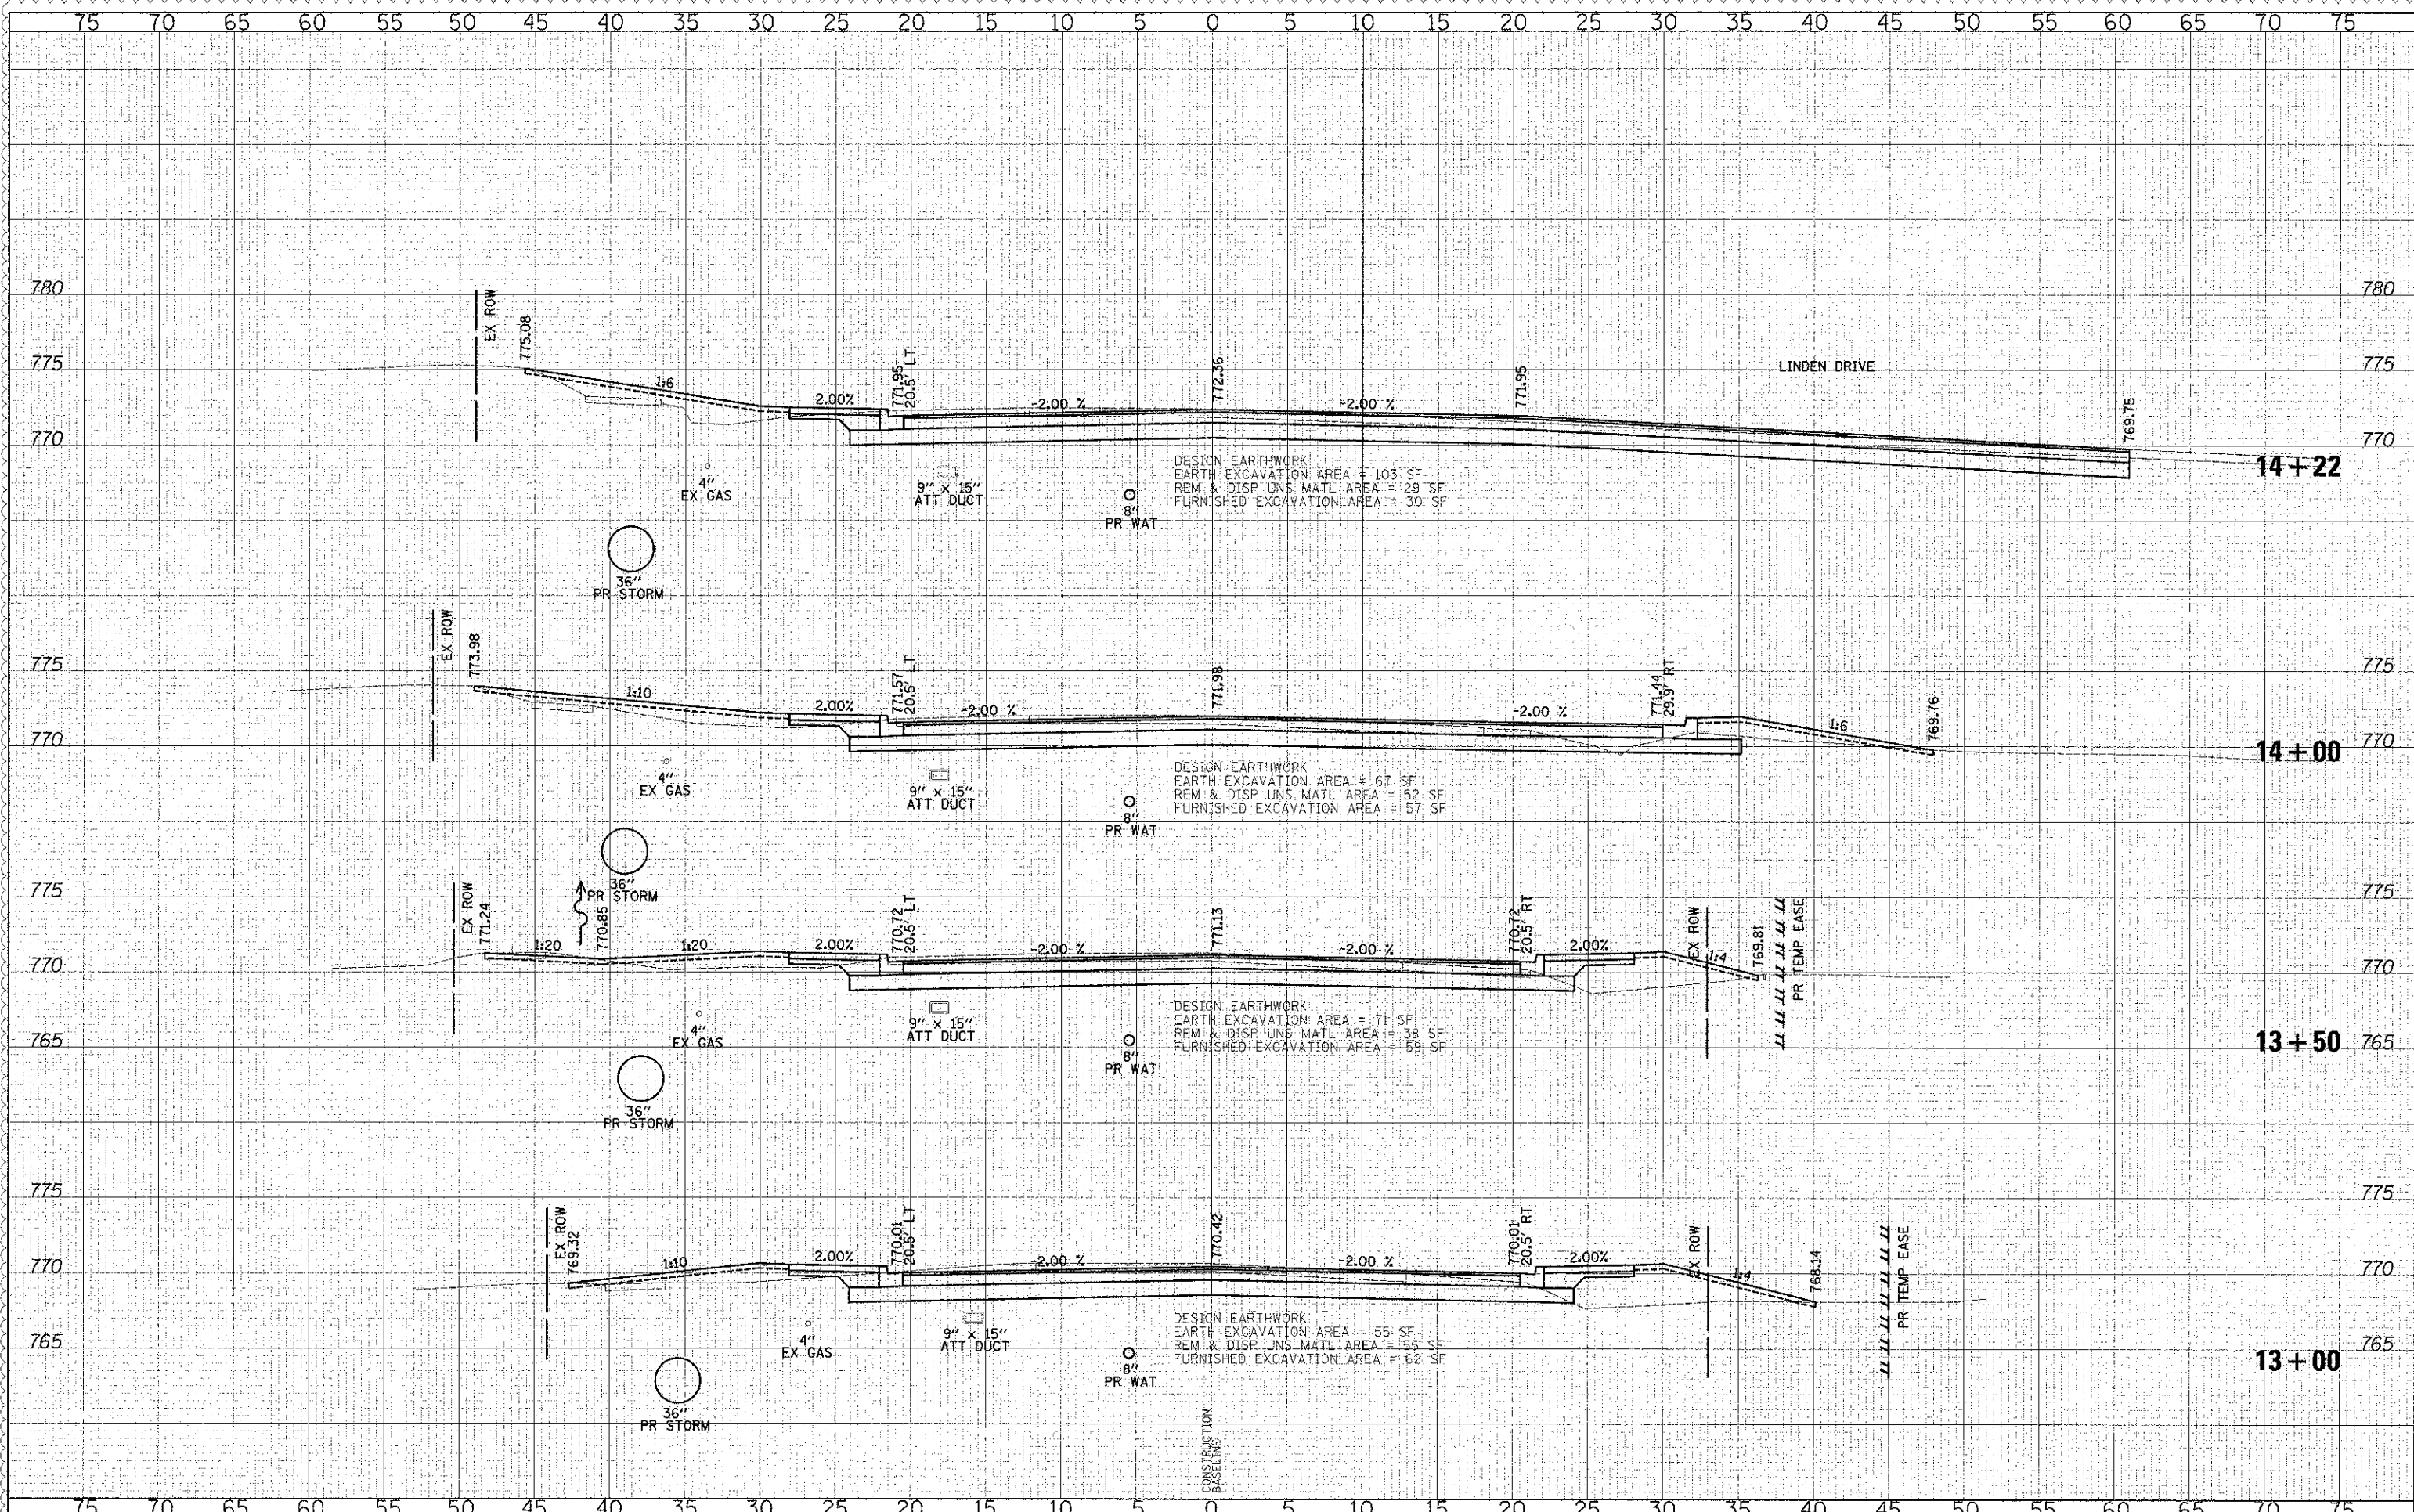 75 70 65 60 55 50 45 40 35 30 25 20 15 10 5 0 5 10 15 20 25 30 35 40 45 50 55 60 65 70 75
780 780
EX ROW
775.08
775 775
1:6
2.00%
771.95
20.5' LT
-2.00 %
772.36
-2.00 %
771.95
LINDEN DRIVE
769.75
770 770
14+22
4"
EX GAS
9" X 15"
ATT DUCT
8"
PR WAT
DESIGN EARTHWORK
EARTH EXCAVATION AREA = 103 SF
REM & DISP UNS MATL AREA = 29 SF
FURNISHED EXCAVATION AREA = 30 SF
36"
PR STORM
EX ROW
773.98
775 775
1:10
2.00%
771.57
20.5' LT
-2.00 %
771.98
-2.00 %
771.44
29.9' RT
1:6
769.76
770 770
14+00
4"
EX GAS
9" X 15"
ATT DUCT
8"
PR WAT
DESIGN EARTHWORK
EARTH EXCAVATION AREA = 67 SF
REM & DISP UNS MATL AREA = 52 SF
FURNISHED EXCAVATION AREA = 57 SF
36"
PR STORM
775 775
EX ROW
771.24
1:20
770.85
1:20
2.00%
770.72
20.5' LT
-2.00 %
771.13
-2.00 %
770.72
20.5' RT
2.00%
EX ROW
1:4
769.81
PR TEMP EASE
770 770
4"
EX GAS
9" X 15"
ATT DUCT
8"
PR WAT
DESIGN EARTHWORK
EARTH EXCAVATION AREA = 71 SF
REM & DISP UNS MATL AREA = 38 SF
FURNISHED EXCAVATION AREA = 59 SF
765 13+50 765
36"
PR STORM
775 775
EX ROW
769.32
1:10
2.00%
770.01
20.5' LT
-2.00 %
770.42
-2.00 %
770.01
20.5' RT
2.00%
EX ROW
1:4
768.14
PR TEMP EASE
770 770
4"
EX GAS
9" X 15"
ATT DUCT
8"
PR WAT
DESIGN EARTHWORK
EARTH EXCAVATION AREA = 55 SF
REM & DISP UNS MATL AREA = 55 SF
FURNISHED EXCAVATION AREA = 62 SF
765 13+00 765
36"
PR STORM
CONSTRUCTION
BASELINE
75 70 65 60 55 50 45 40 35 30 25 20 15 10 5 0 5 10 15 20 25 30 35 40 45 50 55 60 65 70 75